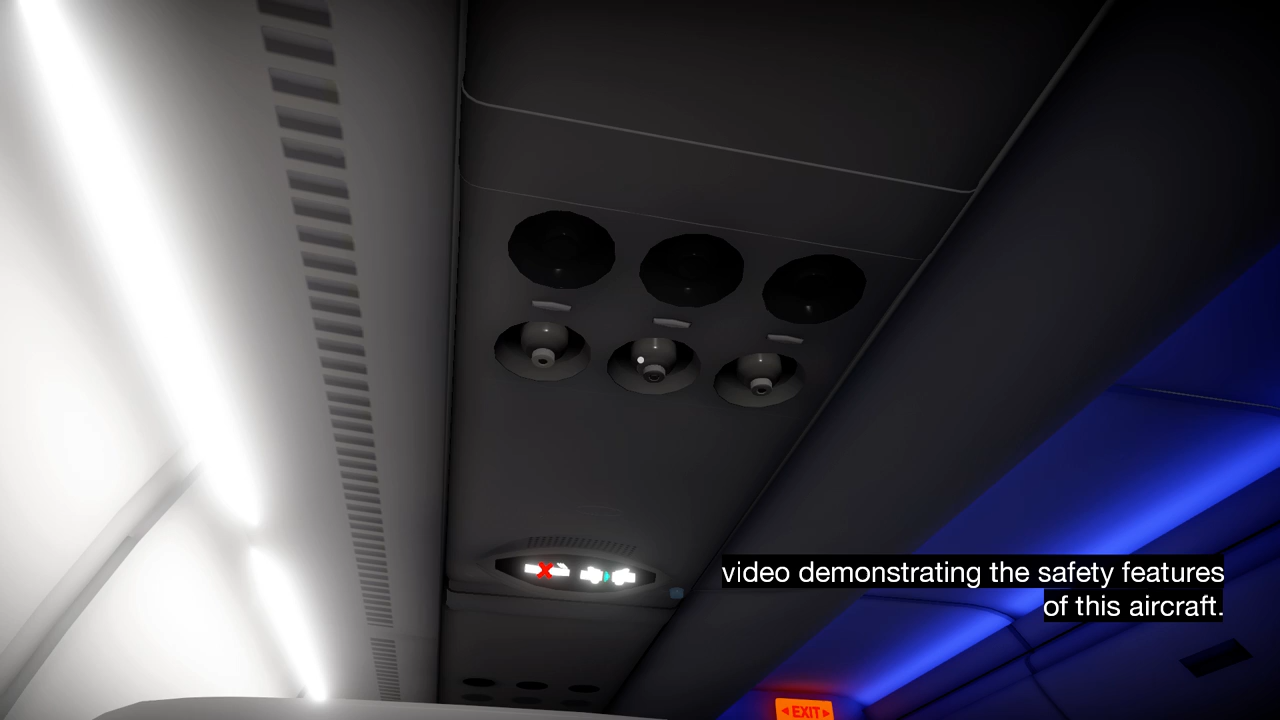 video demonstrating the safety features
of this aircraft.
EXIT